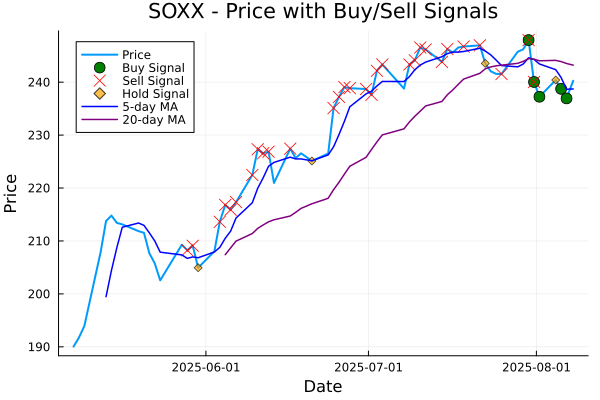 SOXX - Price with Buy/Sell Signals
Price
Buy Signal
Sell Signal
Hold Signal
5-day MA
20-day MA
240
230
220
210
200
190
Price
2025-06-01
2025-07-01
2025-08-01
Date